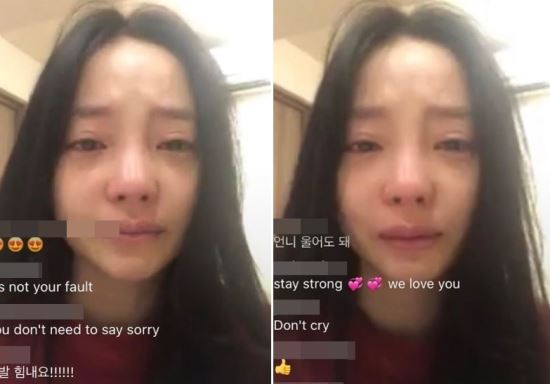 😍😍
s not your fault
ou don't need to say sorry
발 힘내요!!!!!!
언니 울어도 돼
stay strong 💞 💞 we love you
Don't cry
👍